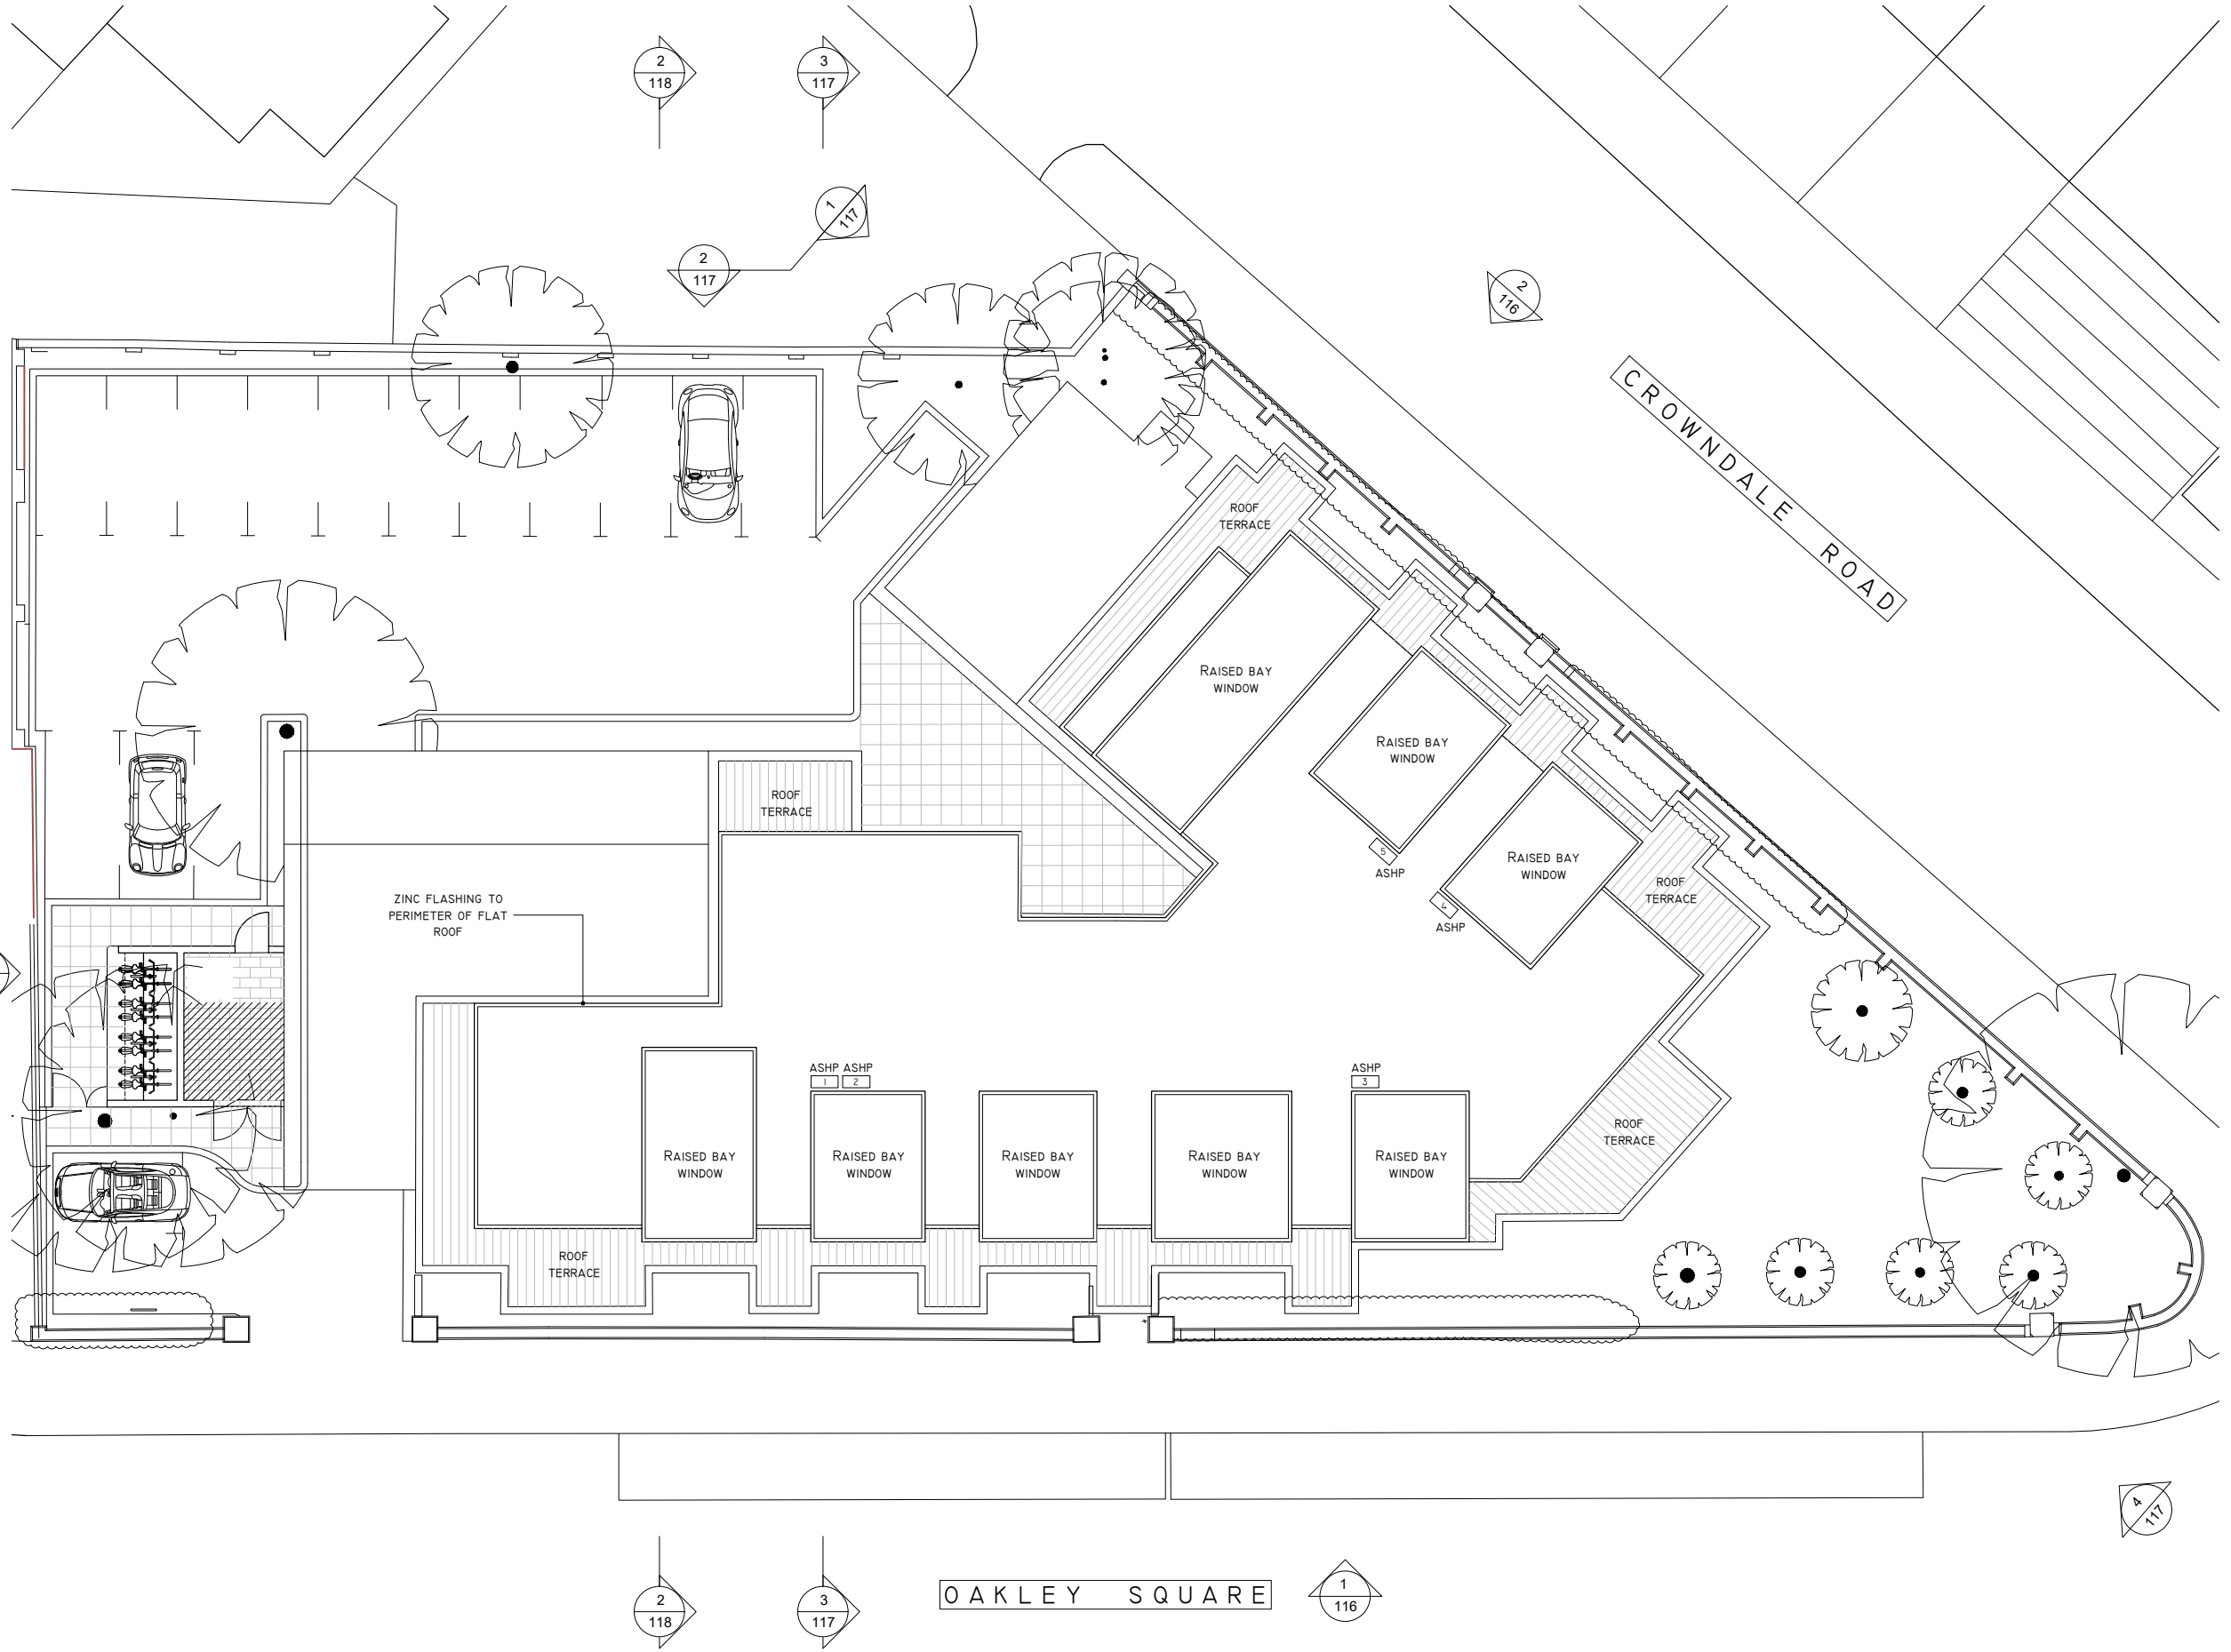 2
118
3
117
1
117
2
117
2
116
CROWNDALE ROAD
ROOF
TERRACE
RAISED BAY
WINDOW
RAISED BAY
WINDOW
ROOF
TERRACE
5
ASHP
RAISED BAY
WINDOW
ROOF
TERRACE
4
ASHP
ZINC FLASHING TO
PERIMETER OF FLAT
ROOF
ASHP ASHP
1 2
ASHP
3
ROOF
TERRACE
RAISED BAY
WINDOW
RAISED BAY
WINDOW
RAISED BAY
WINDOW
RAISED BAY
WINDOW
RAISED BAY
WINDOW
ROOF
TERRACE
4
117
2
118
3
117
OAKLEY SQUARE
1
116